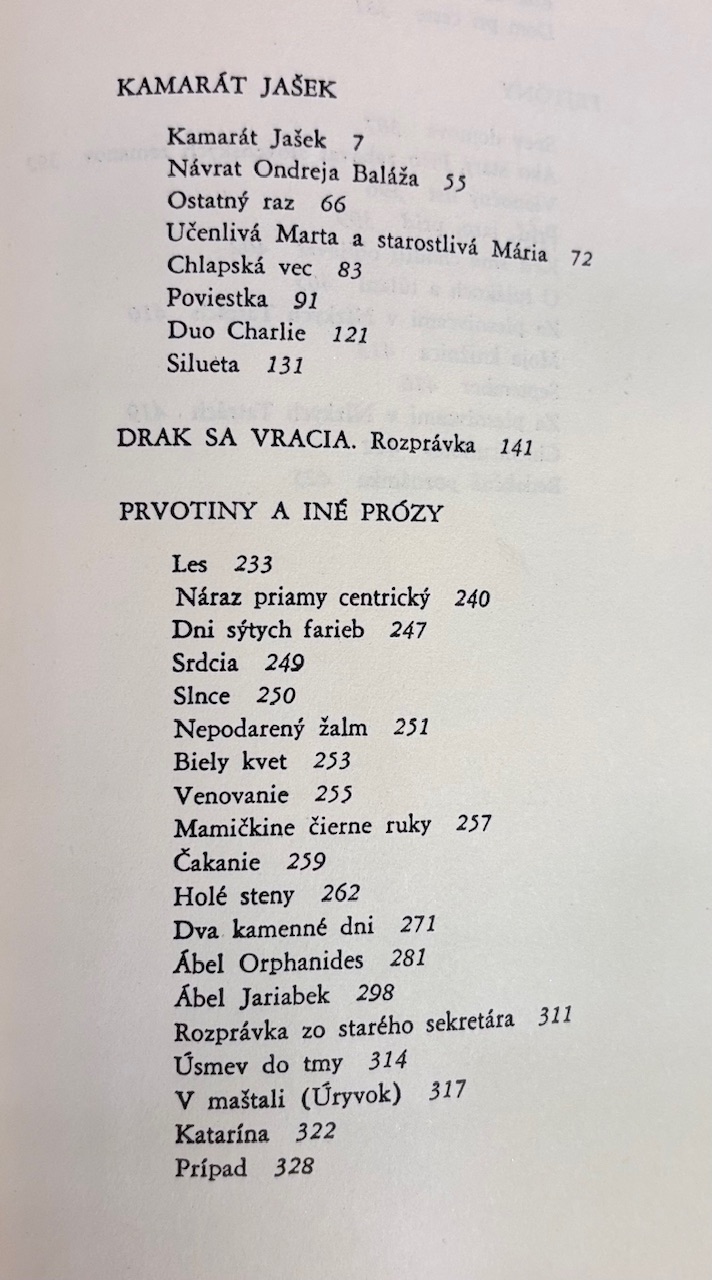 KAMARÁT JAŠEK
Kamarát Jašek 7
Návrat Ondreja Baláža 55
Ostatný raz 66
Učenlivá Marta a starostlivá Mária 72
Chlapská vec 83
Poviestka 91
Duo Charlie 121
Silueta 131
DRAK SA VRACIA. Rozprávka 141
PRVOTINY A INÉ PRÓZY
Les 233
Náraz priamy centrický 240
Dni sýtych farieb 247
Srdcia 249
Slnce 250
Nepodarený žalm 251
Biely kvet 253
Venovanie 255
Mamičkine čierne ruky 257
Čakanie 259
Holé steny 262
Dva kamenné dni 271
Ábel Orphanides 281
Ábel Jariabek 298
Rozprávka zo starého sekretára 311
Úsmev do tmy 314
V maštali (Úryvok) 317
Katarína 322
Prípad 328